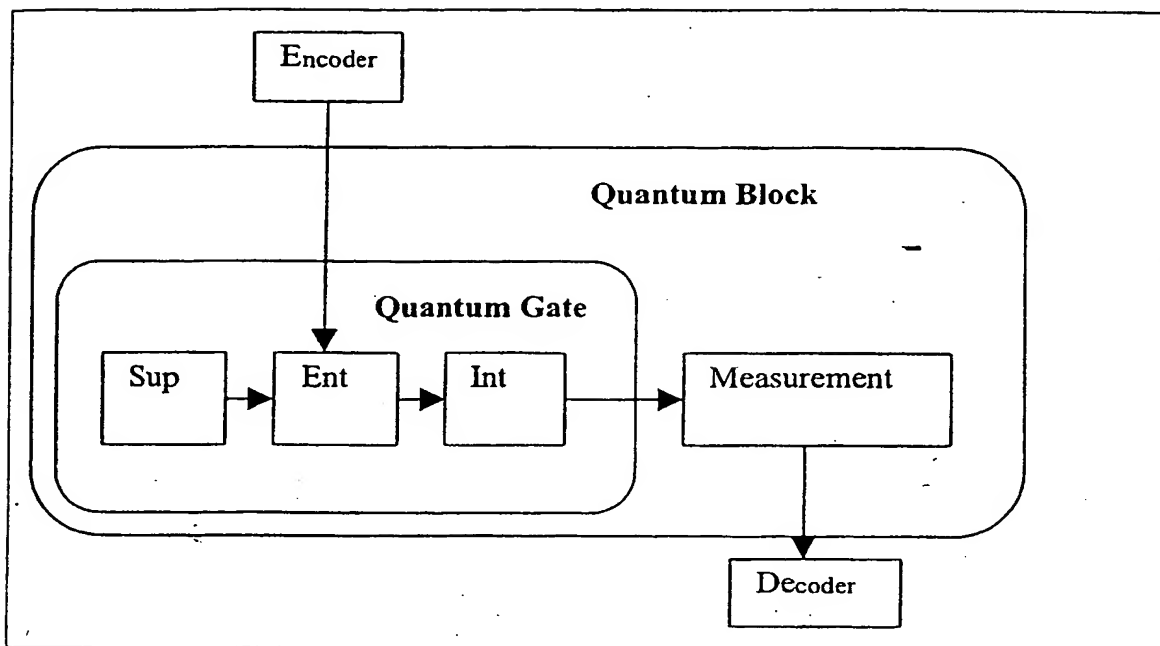 Encoder
Quantum Block
Quantum Gate
Sup
Ent
Int
Measurement
Decoder